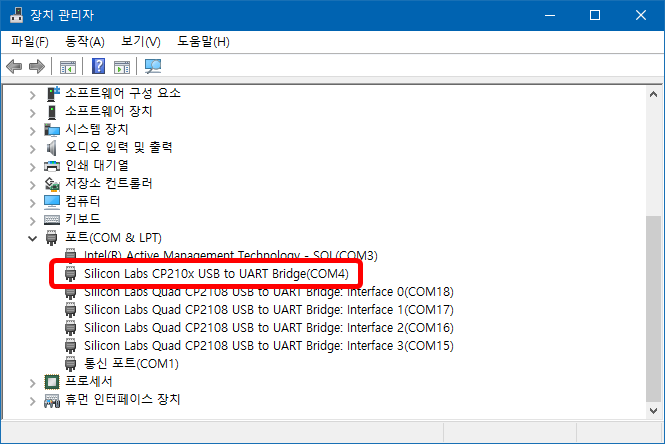 장치 관리자
파일(F) 동작(A) 보기(V) 도움말(H)
소프트웨어 구성 요소
소프트웨어 장치
시스템 장치
오디오 입력 및 출력
인쇄 대기열
저장소 컨트롤러
컴퓨터
키보드
포트(COM & LPT)
Intel(R) Active Management Technology - SOL(COM3)
Silicon Labs CP210x USB to UART Bridge(COM4)
Silicon Labs Quad CP2108 USB to UART Bridge: Interface 0(COM18)
Silicon Labs Quad CP2108 USB to UART Bridge: Interface 1(COM17)
Silicon Labs Quad CP2108 USB to UART Bridge: Interface 2(COM16)
Silicon Labs Quad CP2108 USB to UART Bridge: Interface 3(COM15)
통신 포트(COM1)
프로세서
휴먼 인터페이스 장치